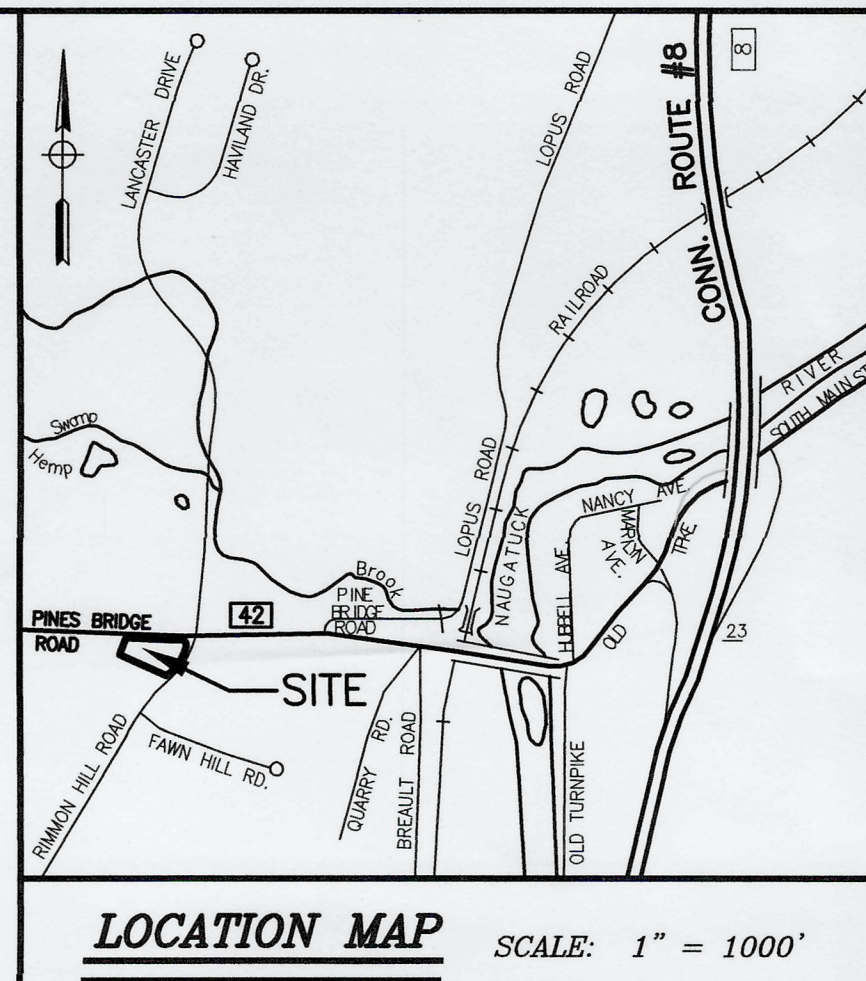 LANCASTER DRIVE
HAVILAND DR.
LOPUS ROAD
CONN. ROUTE #8
8
RAILROAD
RIVER
SOUTH MAIN ST
Swamp
Hemp
LOPUS ROAD
NAUGATUCK
NANCY AVE.
MARLYN
AVE.
TPKE
OLD
HUBBELL AVE.
Brook
PINE
BRIDGE
ROAD
PINES BRIDGE
ROAD
42
23
SITE
RIMMON HILL ROAD
FAWN HILL RD.
QUARRY RD.
BREAULT ROAD
OLD TURNPIKE
LOCATION MAP
SCALE: 1" = 1000'